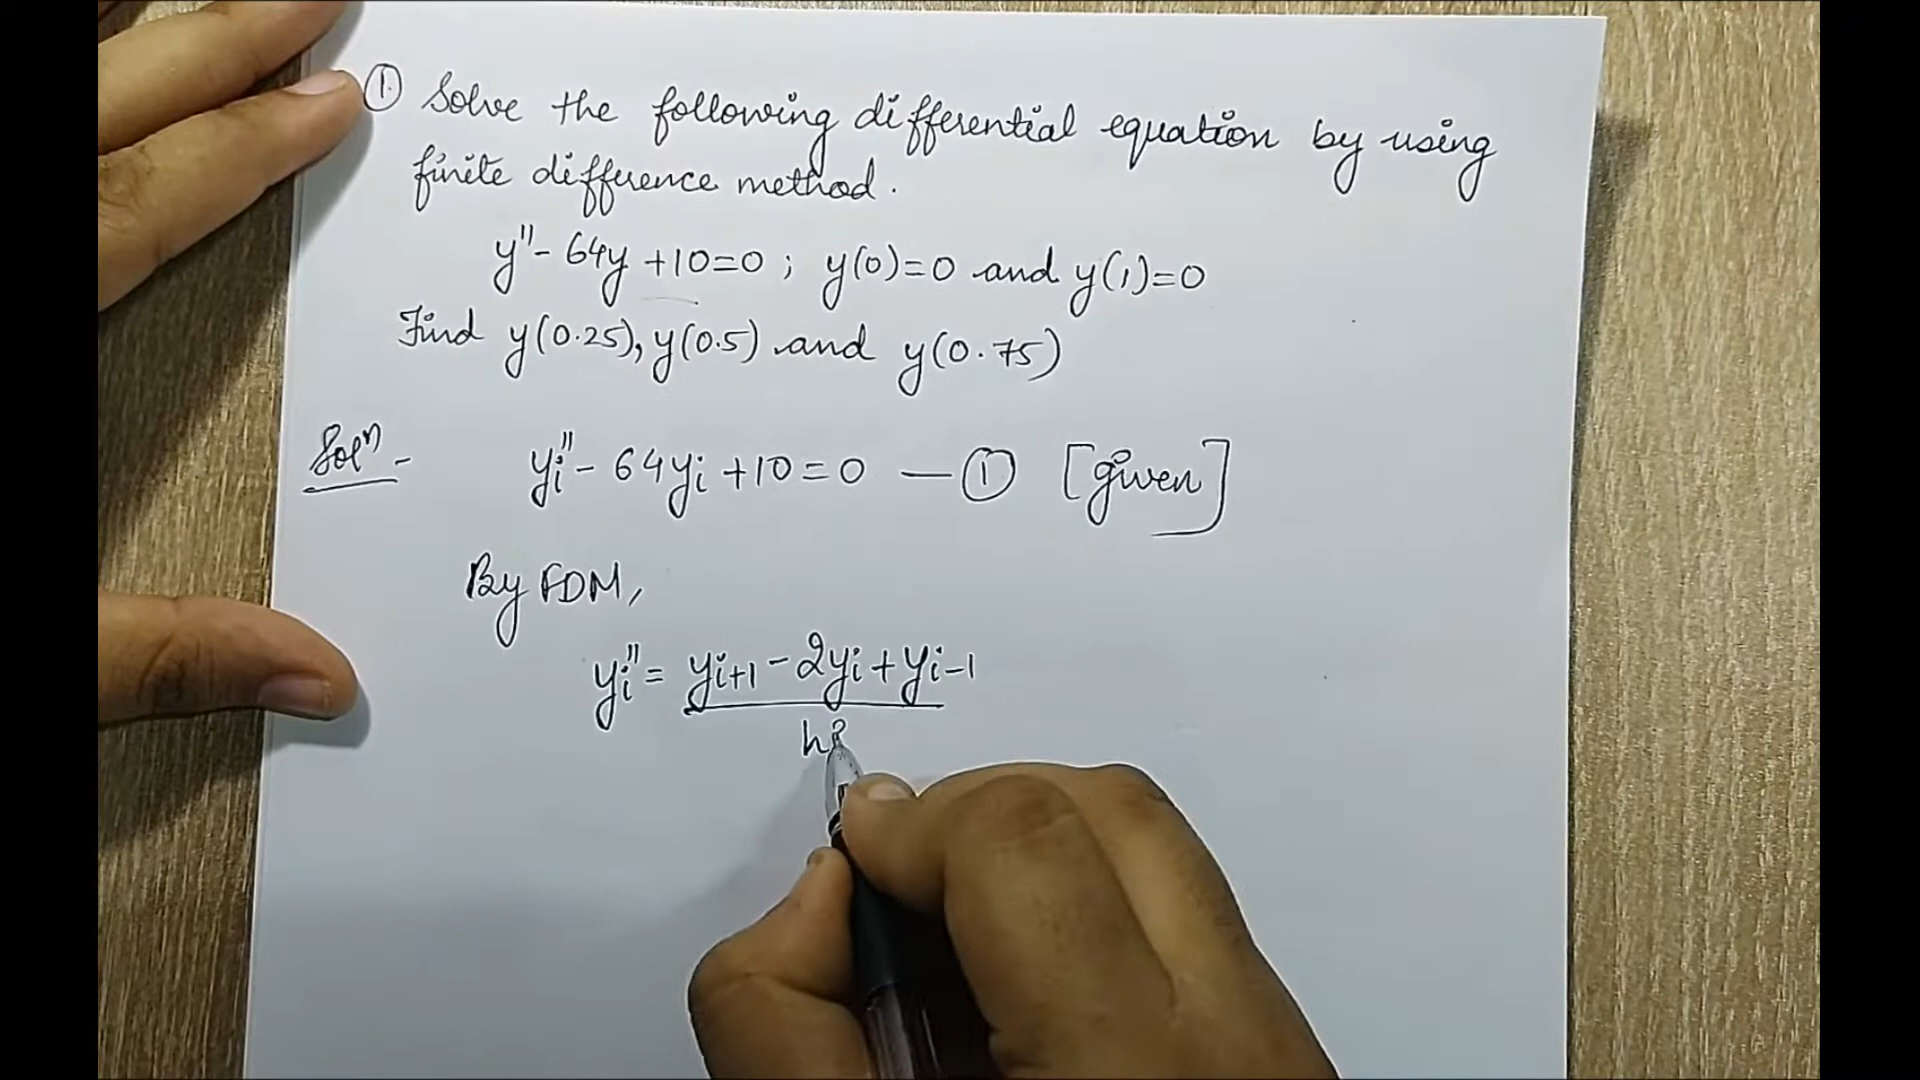 ① Solve the following differential equation by using
finite difference method.
y'' - 64y + 10 = 0 ; y(0) = 0 and y(1) = 0
Find y(0.25), y(0.5) and y(0.75)
Solⁿ - yᵢ'' - 64yᵢ + 10 = 0 — ① [given]
By FDM,
yᵢ'' = yᵢ₊₁ - 2yᵢ + yᵢ₋₁
h²